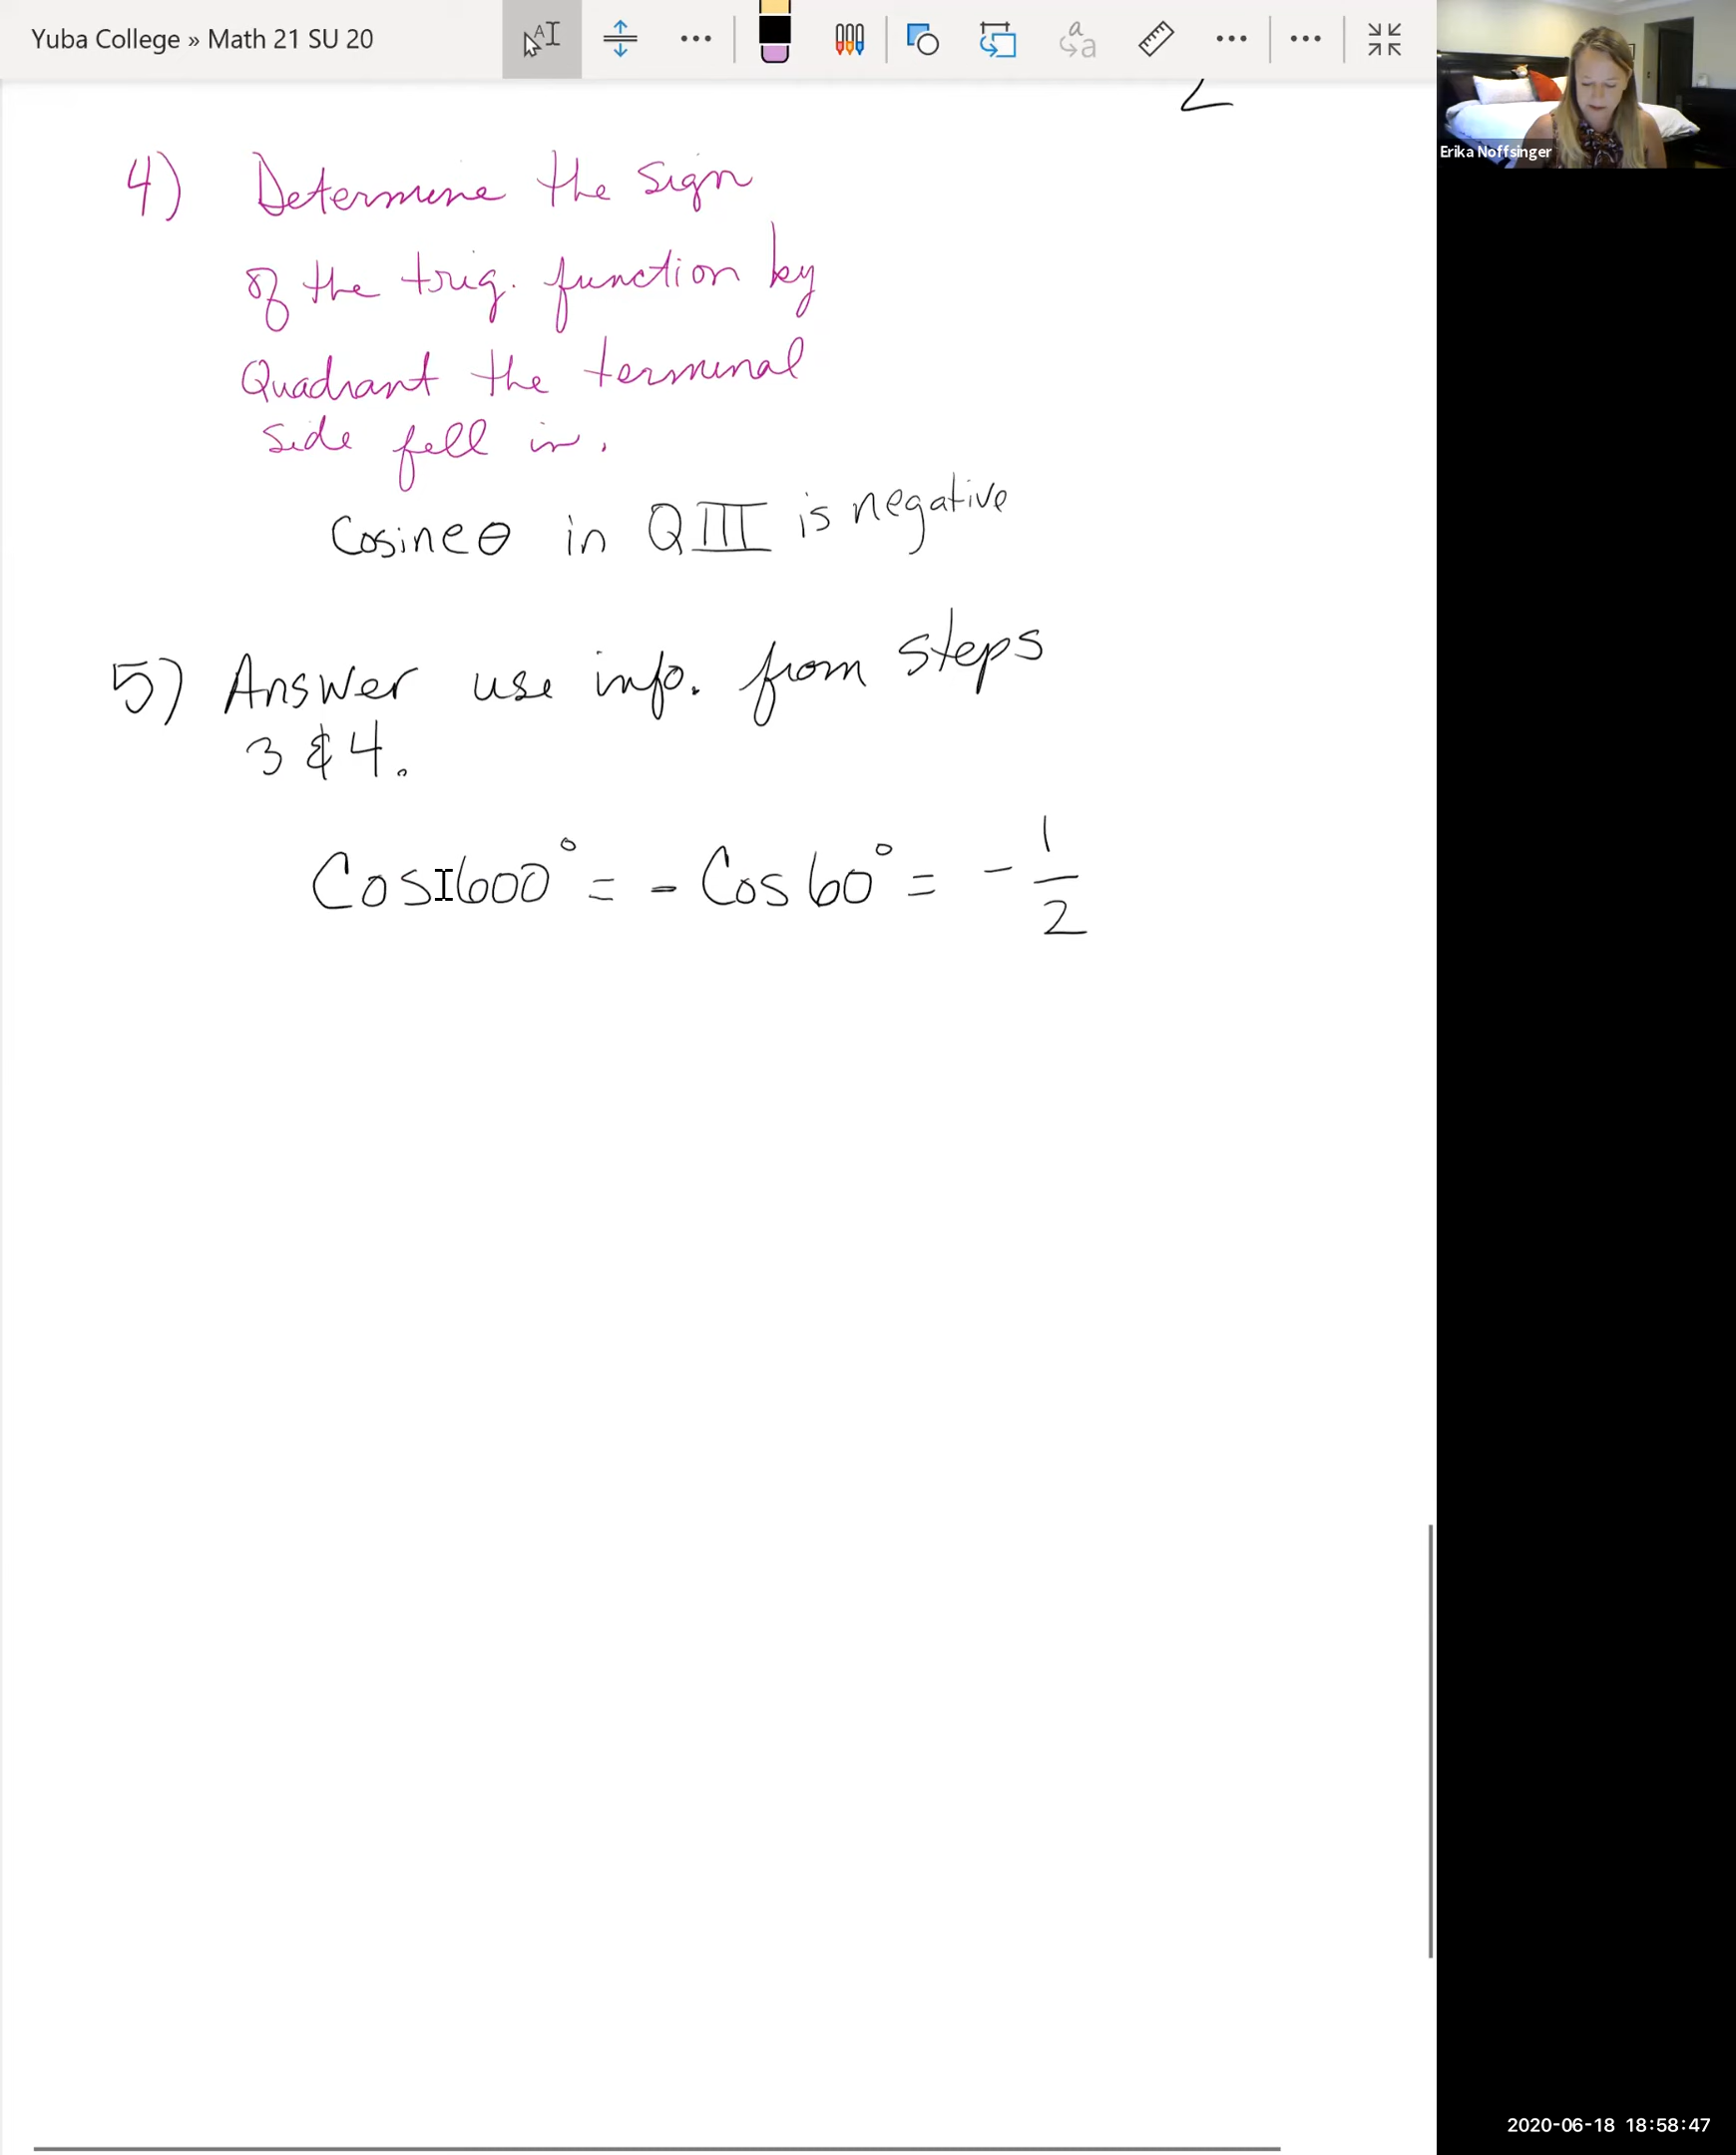 Yuba College » Math 21 SU 20
Erika Noffsinger
2
4) Determine the sign
of the trig. function by
Quadrant the terminal
side fell in.
Cosine θ in QIII is negative
5) Answer use info. from steps
3 & 4.
Cos 600° = - Cos 60° = - 1/2
2020-06-18 18:58:47